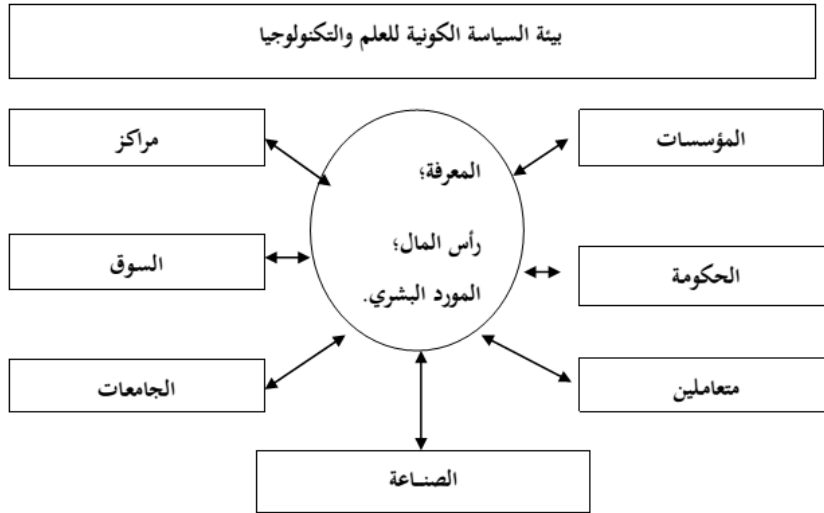 بيئة السياسة الكونية للعلم والتكنولوجيا
المؤسسات
المعرفة؛
مراكز
رأس المال؛
السوق
الحكومة
المورد البشري.
متعاملين
الجامعات
الصناعة